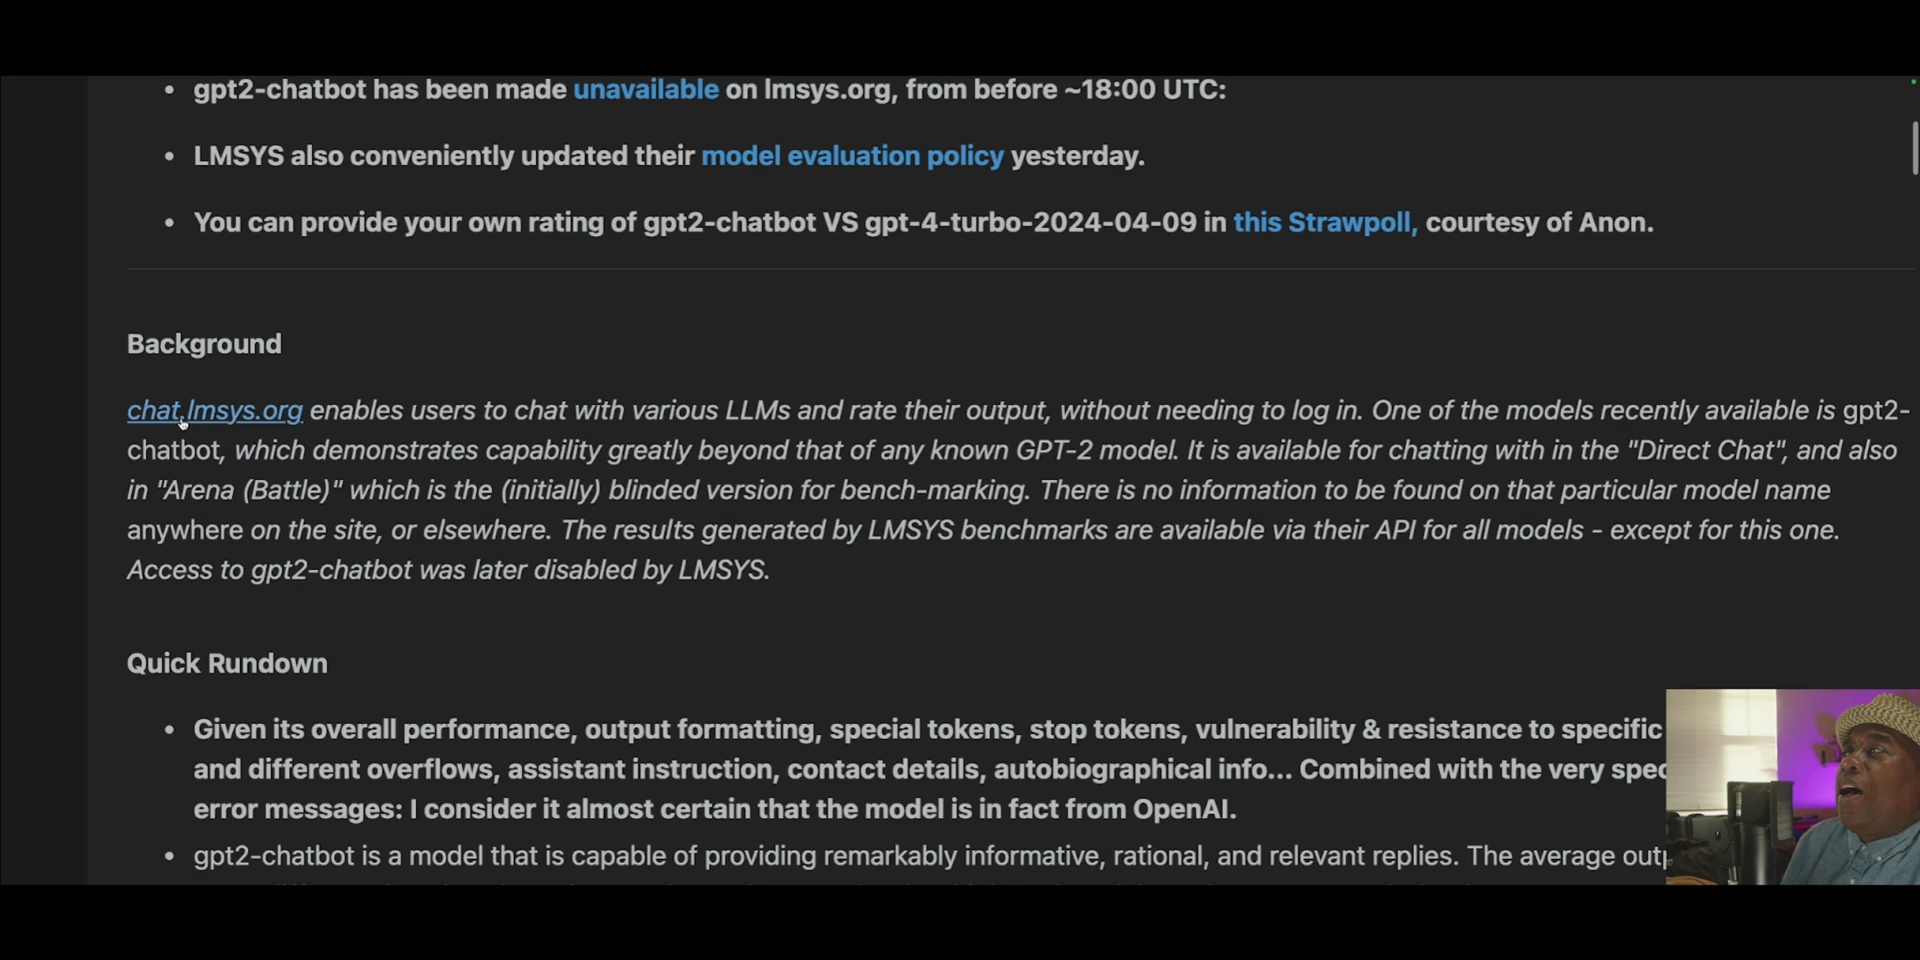 • gpt2-chatbot has been made unavailable on lmsys.org, from before ~18:00 UTC:
• LMSYS also conveniently updated their model evaluation policy yesterday.
• You can provide your own rating of gpt2-chatbot VS gpt-4-turbo-2024-04-09 in this Strawpoll, courtesy of Anon.
Background
chat.lmsys.org enables users to chat with various LLMs and rate their output, without needing to log in. One of the models recently available is gpt2-
chatbot, which demonstrates capability greatly beyond that of any known GPT-2 model. It is available for chatting with in the "Direct Chat", and also
in "Arena (Battle)" which is the (initially) blinded version for bench-marking. There is no information to be found on that particular model name
anywhere on the site, or elsewhere. The results generated by LMSYS benchmarks are available via their API for all models - except for this one.
Access to gpt2-chatbot was later disabled by LMSYS.
Quick Rundown
• Given its overall performance, output formatting, special tokens, stop tokens, vulnerability & resistance to specific
and different overflows, assistant instruction, contact details, autobiographical info... Combined with the very
error messages: I consider it almost certain that the model is in fact from OpenAI.
• gpt2-chatbot is a model that is capable of providing remarkably informative, rational, and relevant replies. The average